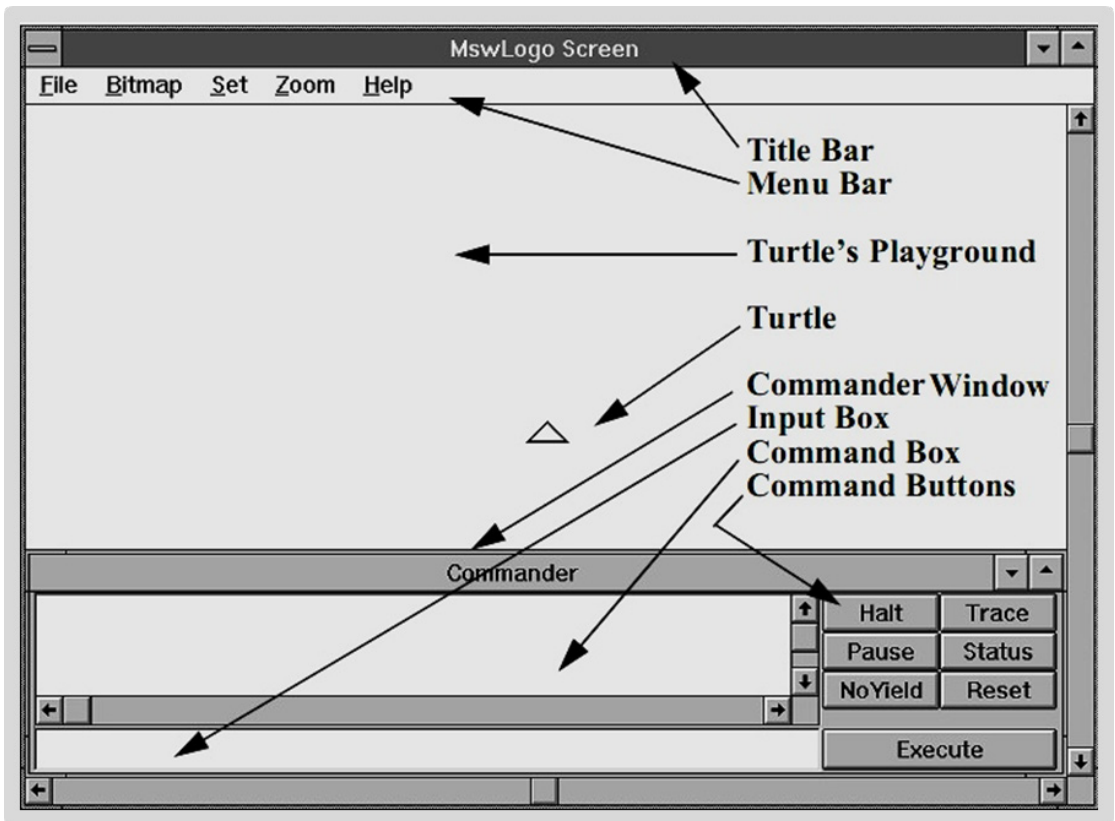 MswLogo Screen
File Bitmap Set Zoom Help
Title Bar
Menu Bar
Turtle's Playground
Turtle
Commander Window
Input Box
Command Box
Command Buttons
Commander
Halt Trace
Pause Status
NoYield Reset
Execute